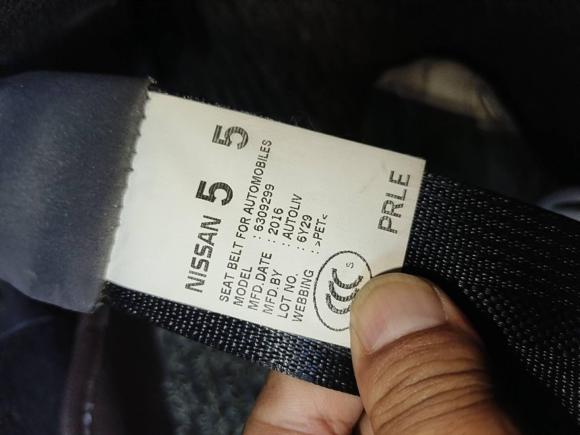 NISSAN 5 5
SEAT BELT FOR AUTOMOBILES
MODEL : 6309299
MFD.DATE : 2016
MFD.BY : AUTOLIV
LOT NO. : 6Y29
WEBBING : >PET<
CCC S
PRLE